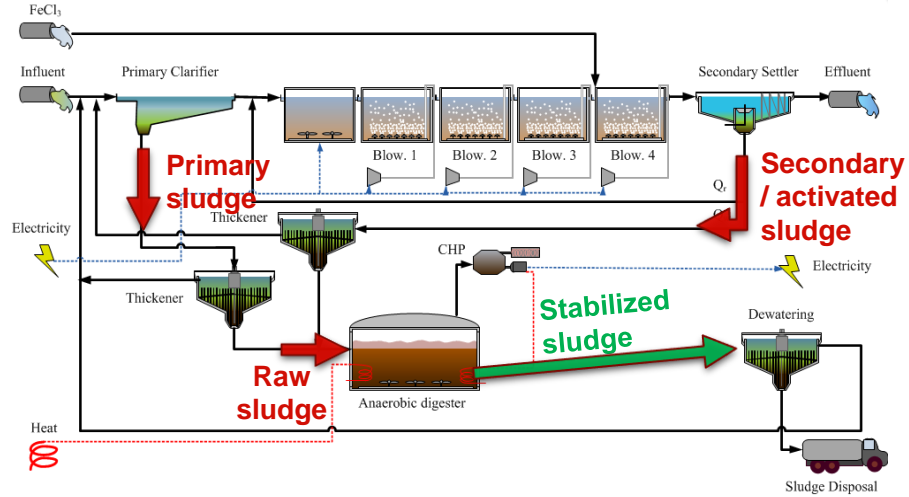 FeCl3
Influent
Primary Clarifier
Secondary Settler
Effluent
Blow. 1
Blow. 2
Blow. 3
Blow. 4
Primary
sludge
Secondary
/ activated
sludge
Qr
Q
Electricity
Thickener
CHP
Electricity
Thickener
Stabilized
sludge
Dewatering
Raw
sludge
Anaerobic digester
Heat
Sludge Disposal